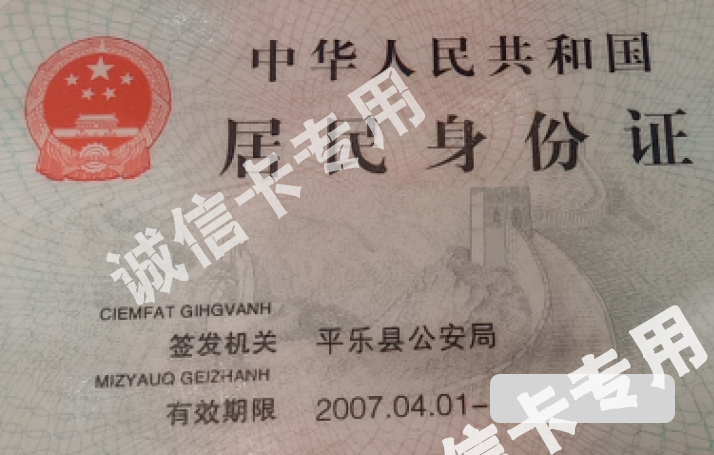 中华人民共和国
居民身份证
诚信卡专用
CIEMFAT GIHGVANH
签发机关 平乐县公安局
MIZYAUQ GEIZHANH
有效期限 2007.04.01-
信卡专用